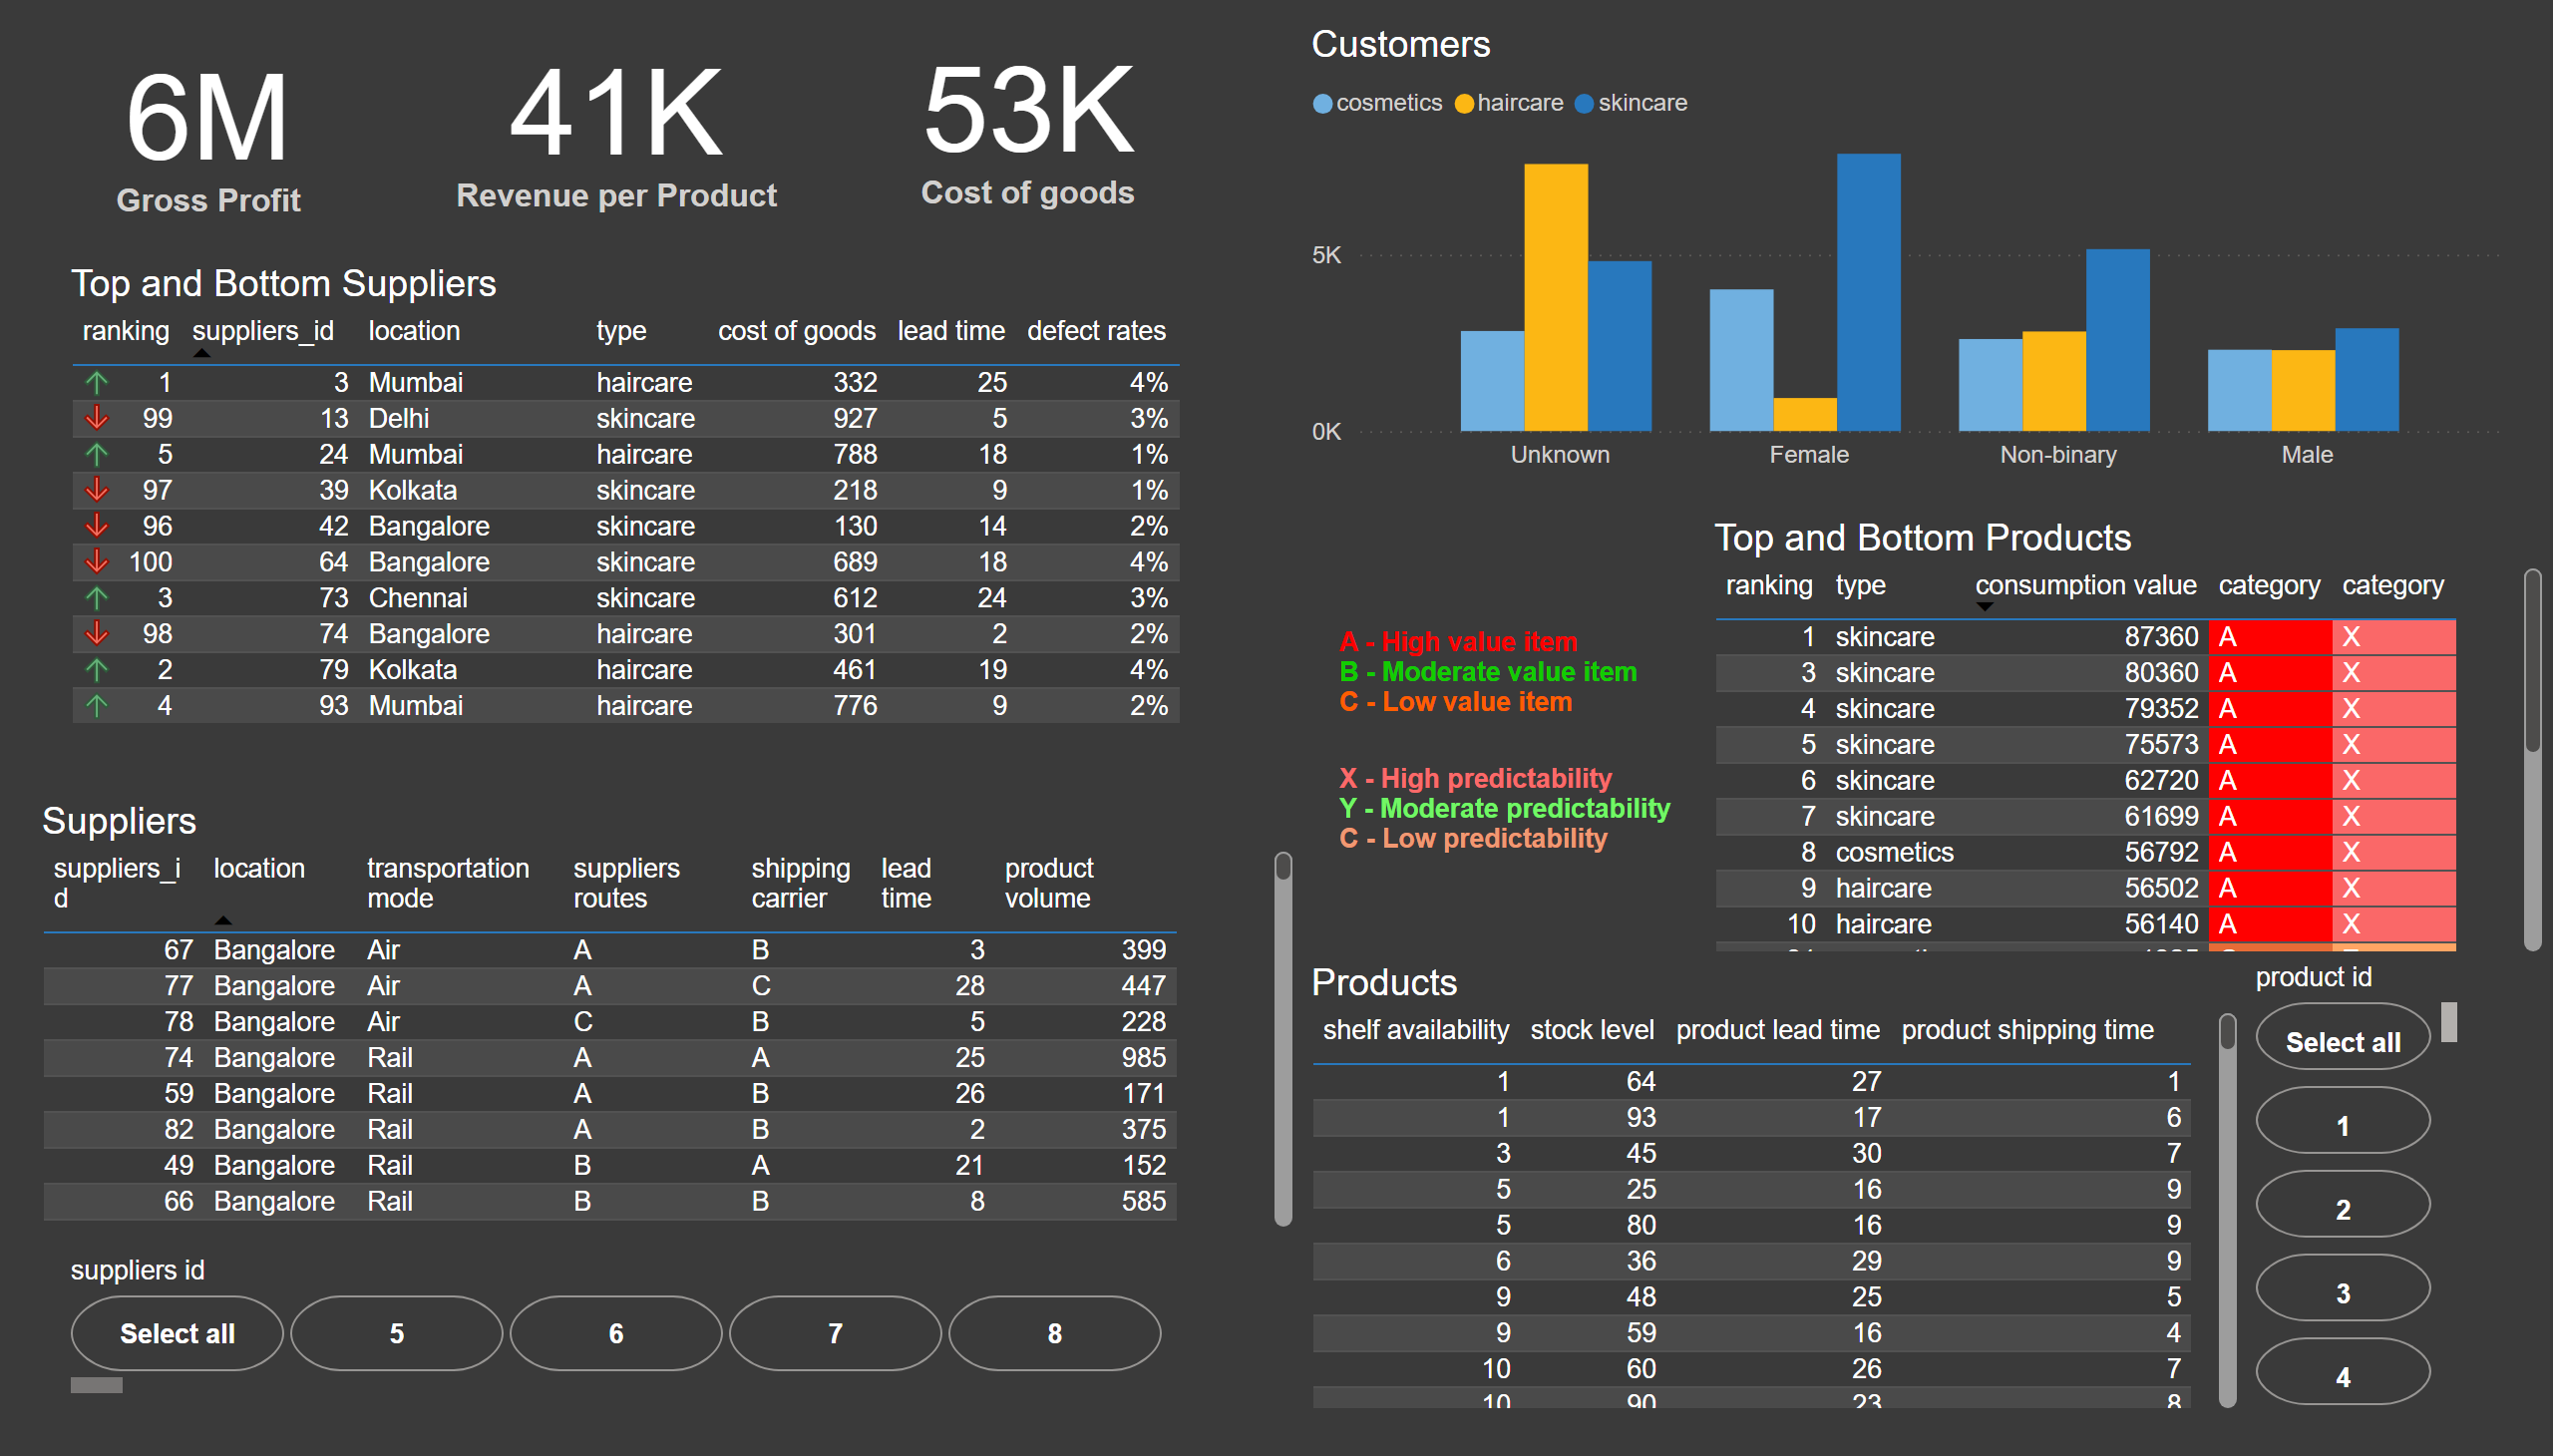 6M
Gross Profit
41K
Revenue per Product
53K
Cost of goods
Top and Bottom Suppliers
ranking suppliers_id location type cost of goods lead time defect rates
1 3 Mumbai haircare 332 25 4%
99 13 Delhi skincare 927 5 3%
5 24 Mumbai haircare 788 18 1%
97 39 Kolkata skincare 218 9 1%
96 42 Bangalore skincare 130 14 2%
100 64 Bangalore skincare 689 18 4%
3 73 Chennai skincare 612 24 3%
98 74 Bangalore haircare 301 2 2%
2 79 Kolkata haircare 461 19 4%
4 93 Mumbai haircare 776 9 2%
Suppliers
suppliers_i location transportation suppliers shipping lead product
d mode routes carrier time volume
67 Bangalore Air A B 3 399
77 Bangalore Air A C 28 447
78 Bangalore Air C B 5 228
74 Bangalore Rail A A 25 985
59 Bangalore Rail A B 26 171
82 Bangalore Rail A B 2 375
49 Bangalore Rail B A 21 152
66 Bangalore Rail B B 8 585
suppliers id
Select all 5 6 7 8
Customers
cosmetics haircare skincare
5K
0K
Unknown Female Non-binary Male
A - High value item
B - Moderate value item
C - Low value item
X - High predictability
Y - Moderate predictability
C - Low predictability
Top and Bottom Products
ranking type consumption value category category
1 skincare 87360 A X
3 skincare 80360 A X
4 skincare 79352 A X
5 skincare 75573 A X
6 skincare 62720 A X
7 skincare 61699 A X
8 cosmetics 56792 A X
9 haircare 56502 A X
10 haircare 56140 A X
Products
shelf availability stock level product lead time product shipping time
1 64 27 1
1 93 17 6
3 45 30 7
5 25 16 9
5 80 16 9
6 36 29 9
9 48 25 5
9 59 16 4
10 60 26 7
10 90 23 8
product id
Select all
1
2
3
4